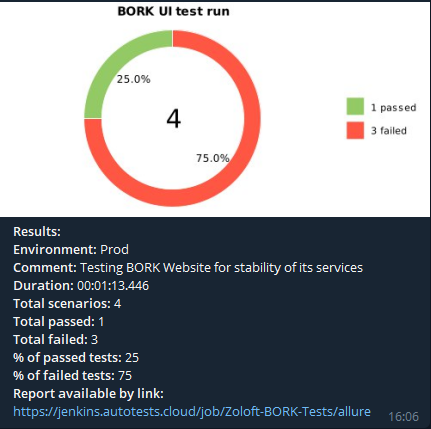 BORK UI test run
25.0%
4
75.0%
1 passed
3 failed
Results:
Environment: Prod
Comment: Testing BORK Website for stability of its services
Duration: 00:01:13.446
Total scenarios: 4
Total passed: 1
Total failed: 3
% of passed tests: 25
% of failed tests: 75
Report available by link:
https://jenkins.autotests.cloud/job/Zoloft-BORK-Tests/allure
16:06